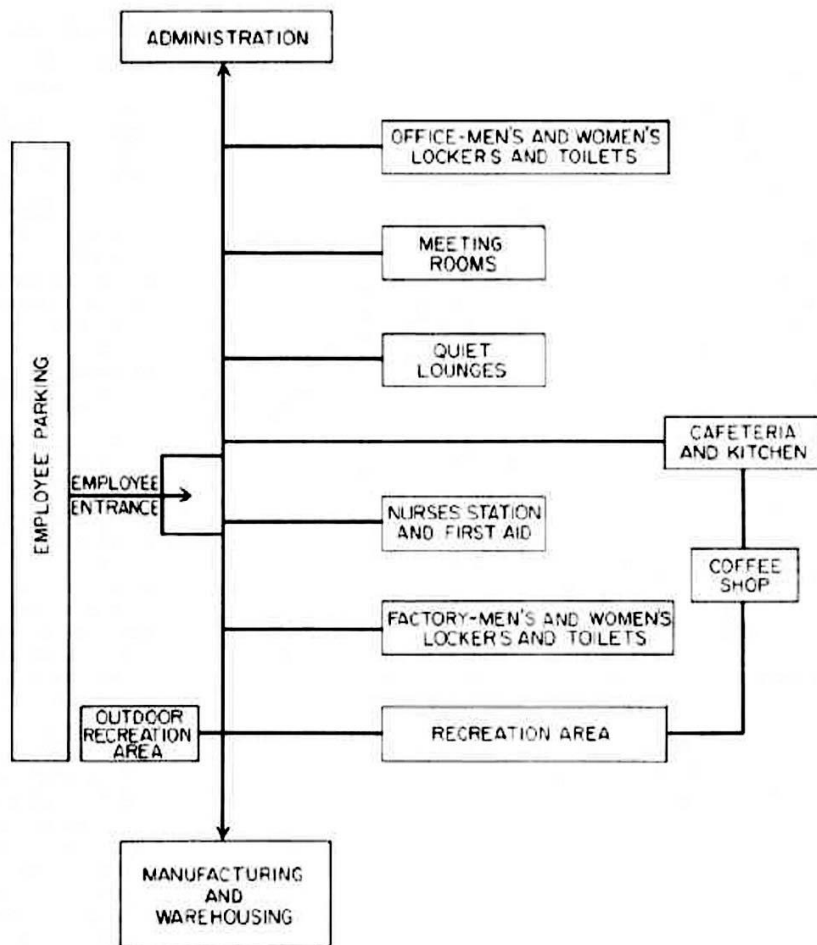 ADMINISTRATION
OFFICE-MEN'S AND WOMEN'S
LOCKERS AND TOILETS
MEETING
ROOMS
QUIET
LOUNGES
EMPLOYEE PARKING
CAFETERIA
AND KITCHEN
EMPLOYEE
ENTRANCE
NURSES STATION
AND FIRST AID
COFFEE
SHOP
FACTORY-MEN'S AND WOMEN'S
LOCKERS AND TOILETS
OUTDOOR
RECREATION
AREA
RECREATION AREA
MANUFACTURING
AND
WAREHOUSING